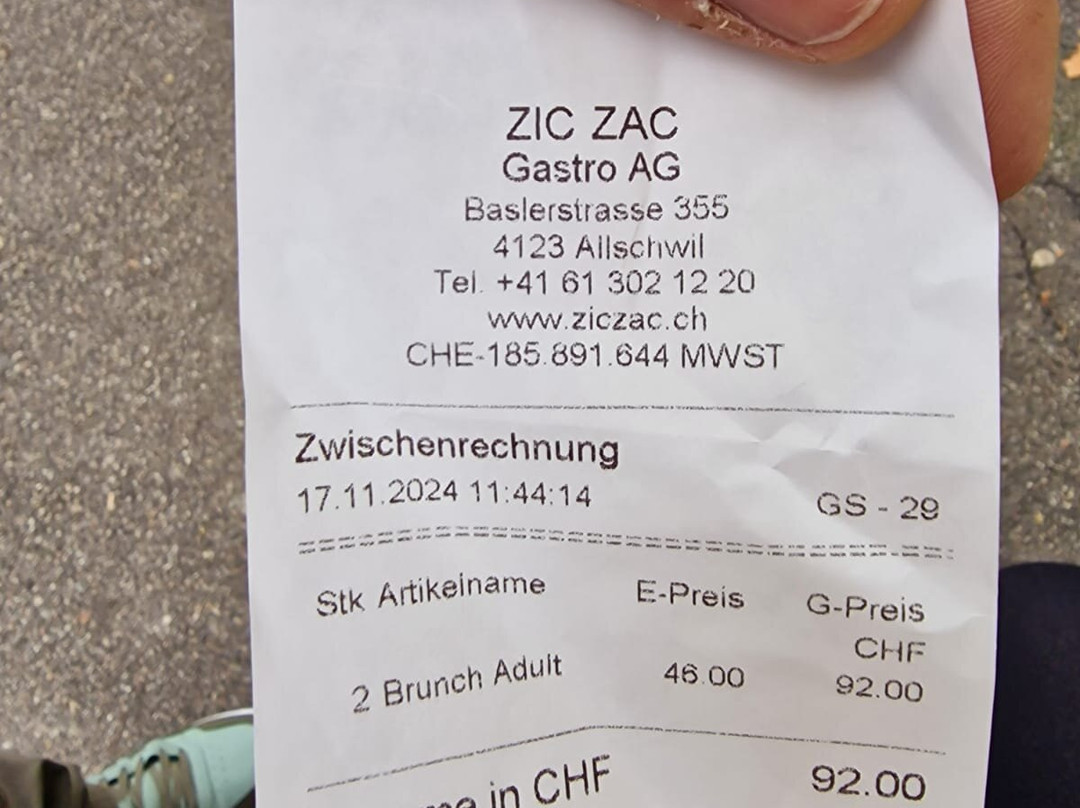 ZIC ZAC
Gastro AG
Baslerstrasse 355
4123 Allschwil
Tel. +41 61 302 12 20
www.ziczac.ch
CHE-185.891.644 MWST
Zwischenrechnung
17.11.2024 11:44:14 GS - 29
Stk Artikelname E-Preis G-Preis
CHF
2 Brunch Adult 46.00 92.00
in CHF 92.00